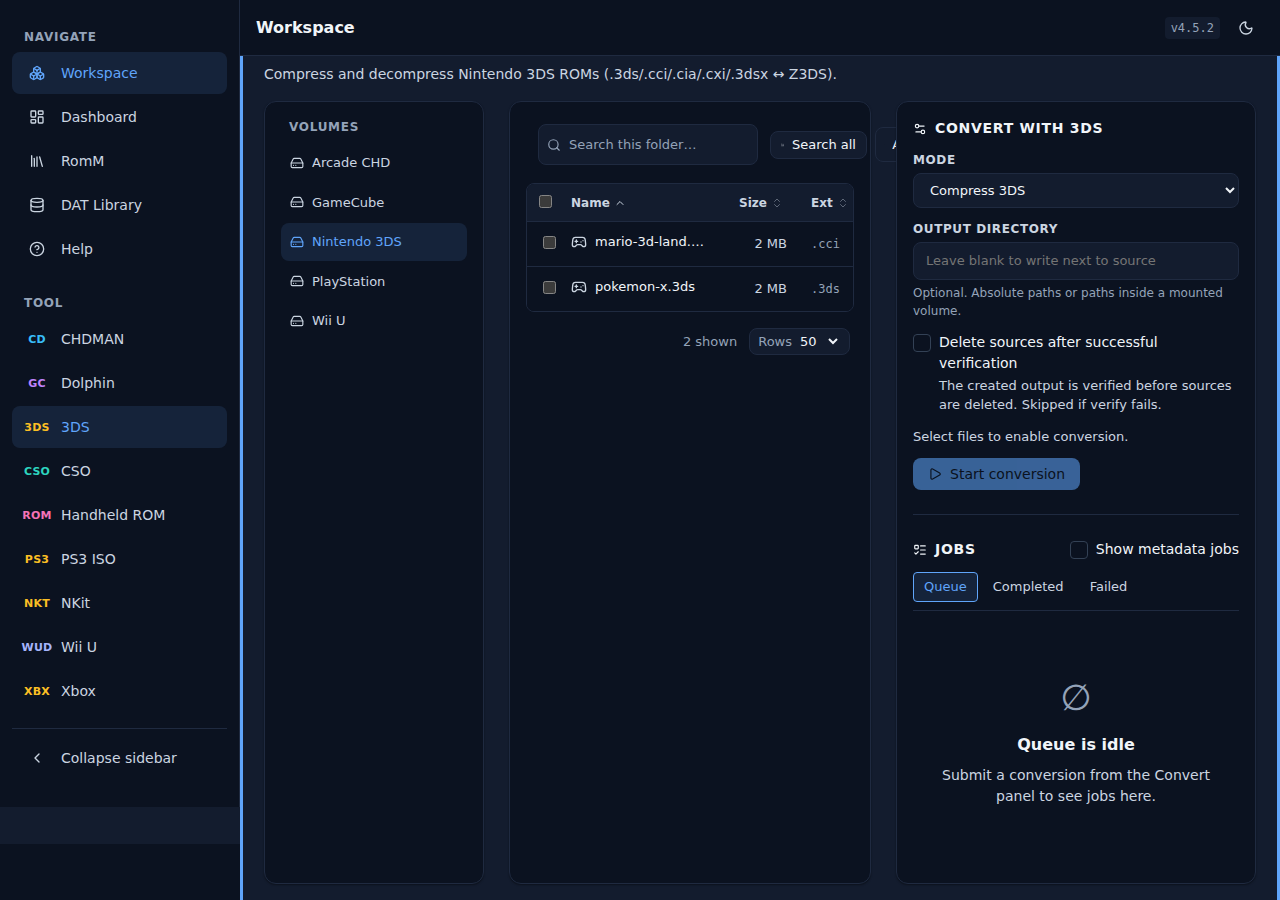 NAVIGATE
Workspace
Dashboard
RomM
DAT Library
Help
TOOL
CD CHDMAN
GC Dolphin
3DS 3DS
CSO CSO
ROM Handheld ROM
PS3 PS3 ISO
NKT NKit
WUD Wii U
XBX Xbox
Collapse sidebar
Workspace
v4.5.2
Compress and decompress Nintendo 3DS ROMs (.3ds/.cci/.cia/.cxi/.3dsx ↔ Z3DS).
VOLUMES
Arcade CHD
GameCube
Nintendo 3DS
PlayStation
Wii U
Search this folder…
Search all
Name Size Ext
mario-3d-land.… 2 MB .cci
pokemon-x.3ds 2 MB .3ds
2 shown Rows 50
CONVERT WITH 3DS
MODE
Compress 3DS
OUTPUT DIRECTORY
Leave blank to write next to source
Optional. Absolute paths or paths inside a mounted
volume.
Delete sources after successful
verification
The created output is verified before sources
are deleted. Skipped if verify fails.
Select files to enable conversion.
Start conversion
JOBS Show metadata jobs
Queue Completed Failed
Queue is idle
Submit a conversion from the Convert
panel to see jobs here.